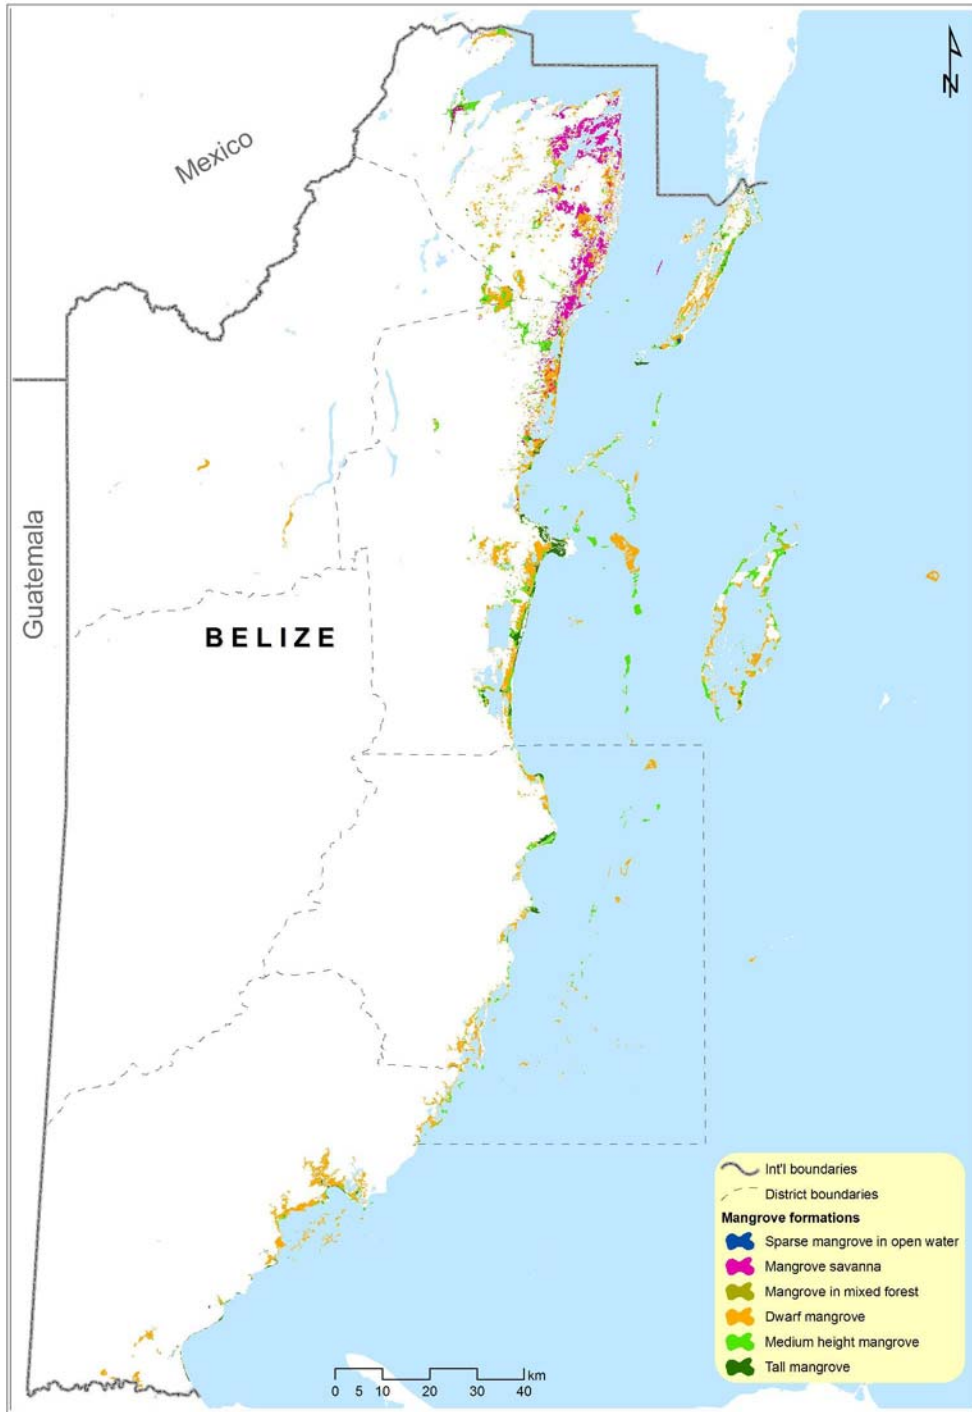 N
Mexico
Guatemala
BELIZE
Int'l boundaries
District boundaries
Mangrove formations
Sparse mangrove in open water
Mangrove savanna
Mangrove in mixed forest
Dwarf mangrove
Medium height mangrove
Tall mangrove
km
0 5 10 20 30 40